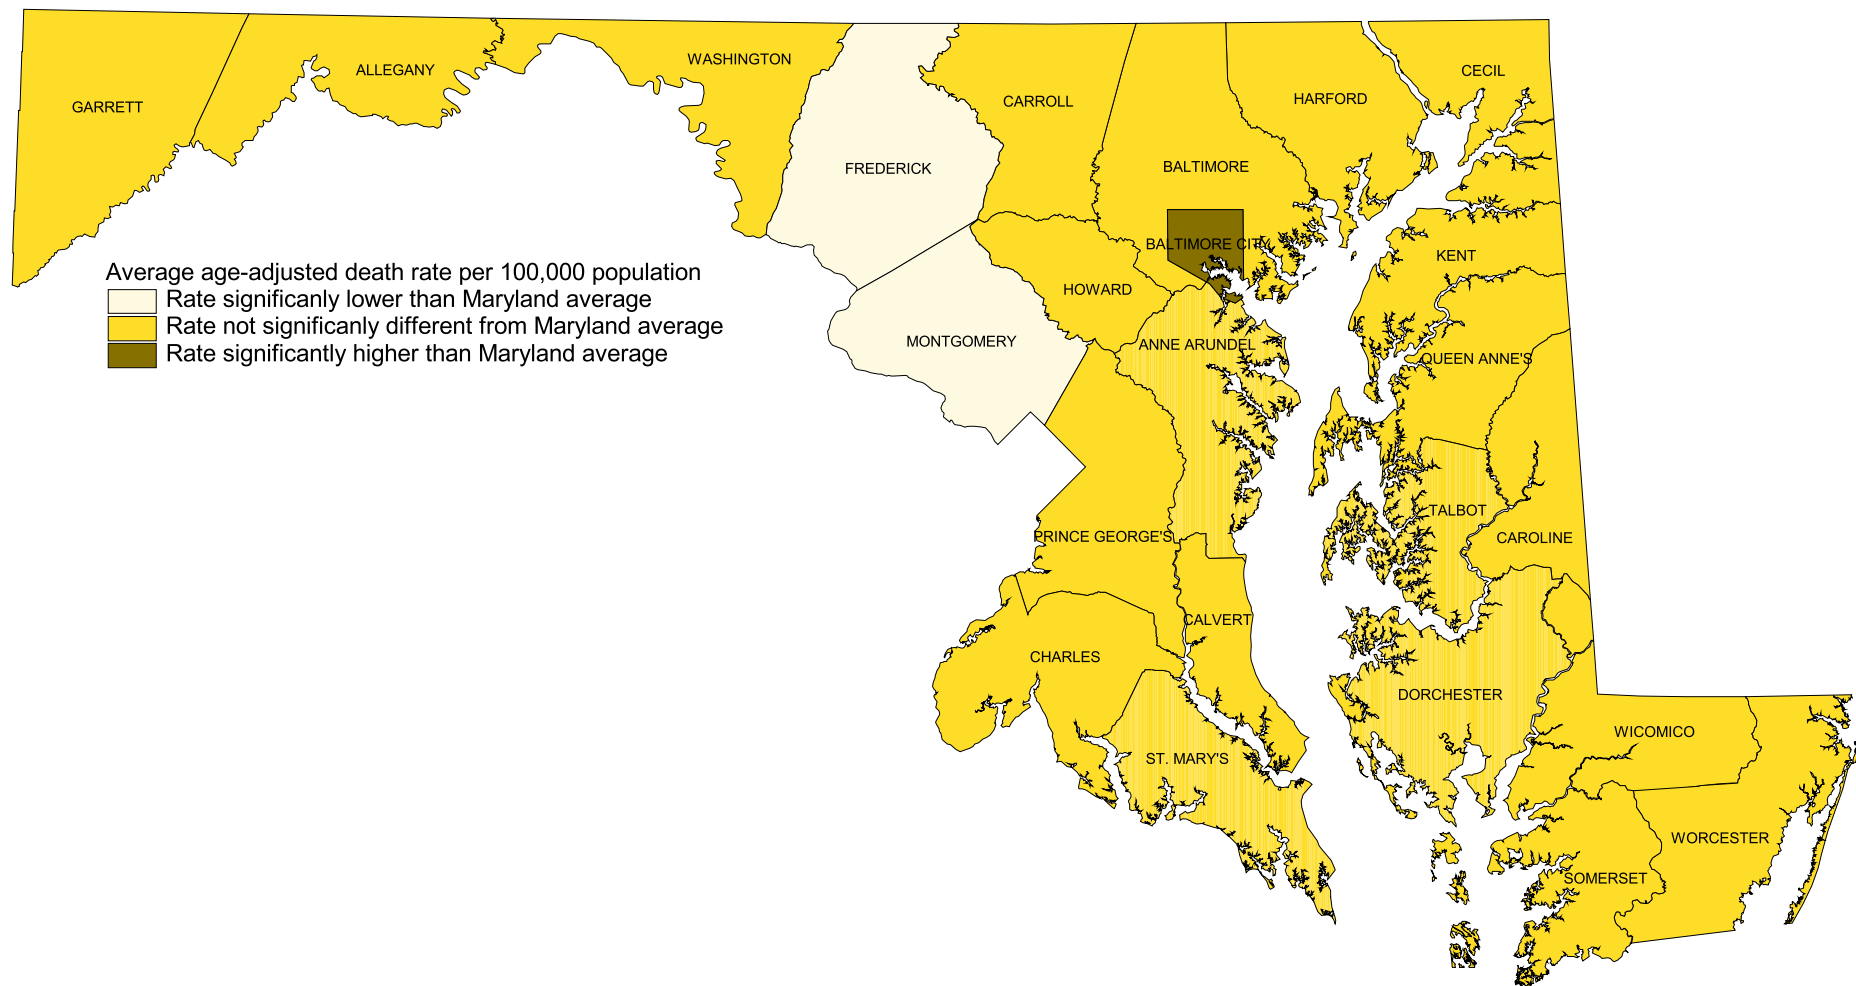 WASHINGTON
ALLEGANY
CECIL
GARRETT
CARROLL
HARFORD
FREDERICK
BALTIMORE
BALTIMORE CITY
KENT
Average age-adjusted death rate per 100,000 population
Rate significanly lower than Maryland average
Rate not significanly different from Maryland average
Rate significantly higher than Maryland average
HOWARD
MONTGOMERY
ANNE ARUNDEL
QUEEN ANNE'S
TALBOT
PRINCE GEORGE'S
CAROLINE
CALVERT
CHARLES
DORCHESTER
WICOMICO
ST. MARY'S
WORCESTER
SOMERSET